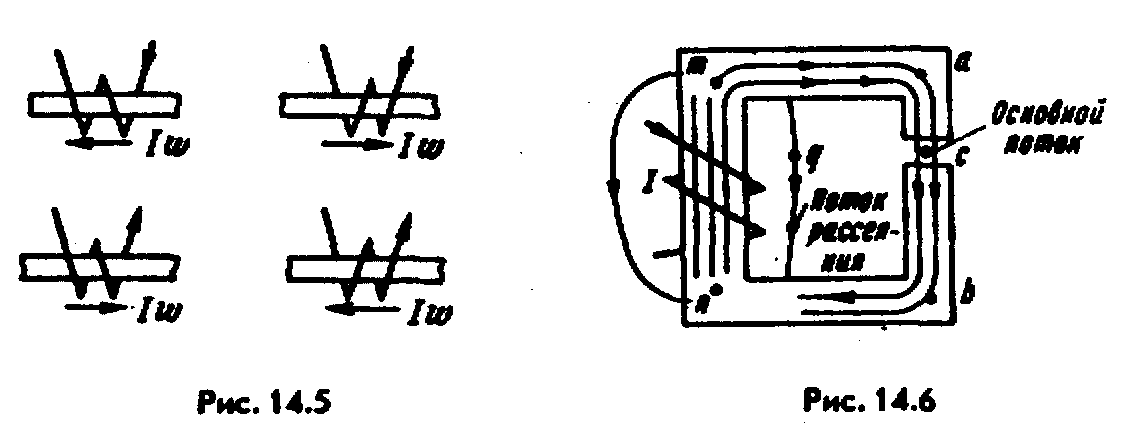 Iw
Iw
Iw
Iw
Рис. 14.5
m
a
Основной
поток
c
q
I
Поток
рассея-
ния
n
b
Рис. 14.6